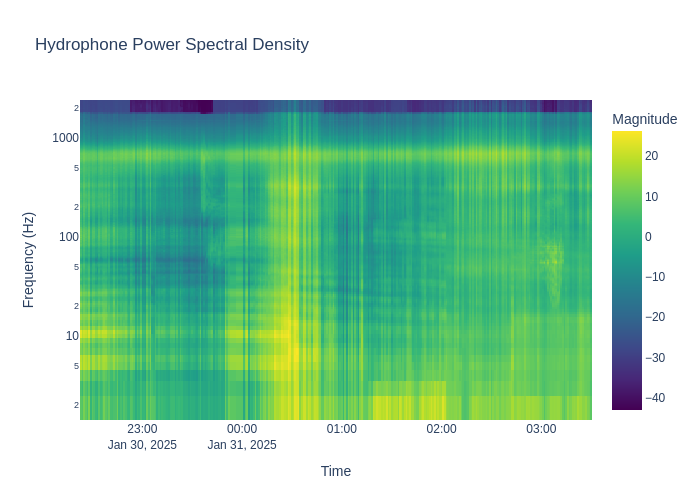 Hydrophone Power Spectral Density
Magnitude
20
10
0
−10
−20
−30
−40
2
1000
5
2
100
5
2
10
5
2
Frequency (Hz)
23:00 00:00 01:00 02:00 03:00
Jan 30, 2025 Jan 31, 2025
Time